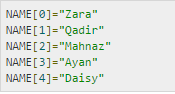 NAME[0]="Zara"
NAME[1]="Qadir"
NAME[2]="Mahnaz"
NAME[3]="Ayan"
NAME[4]="Daisy"